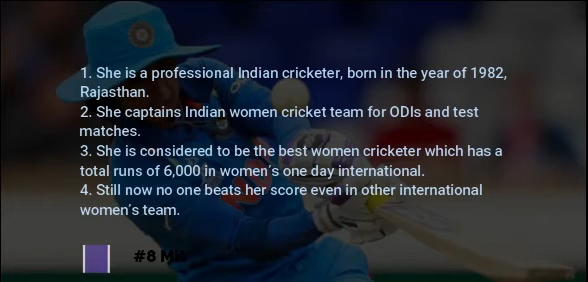 1. She is a professional Indian cricketer, born in the year of 1982,
Rajasthan.
2. She captains Indian women cricket team for ODIs and test
matches.
3. She is considered to be the best women cricketer which has a
total runs of 6,000 in women's one day international.
4. Still now no one beats her score even in other international
women's team.
#8